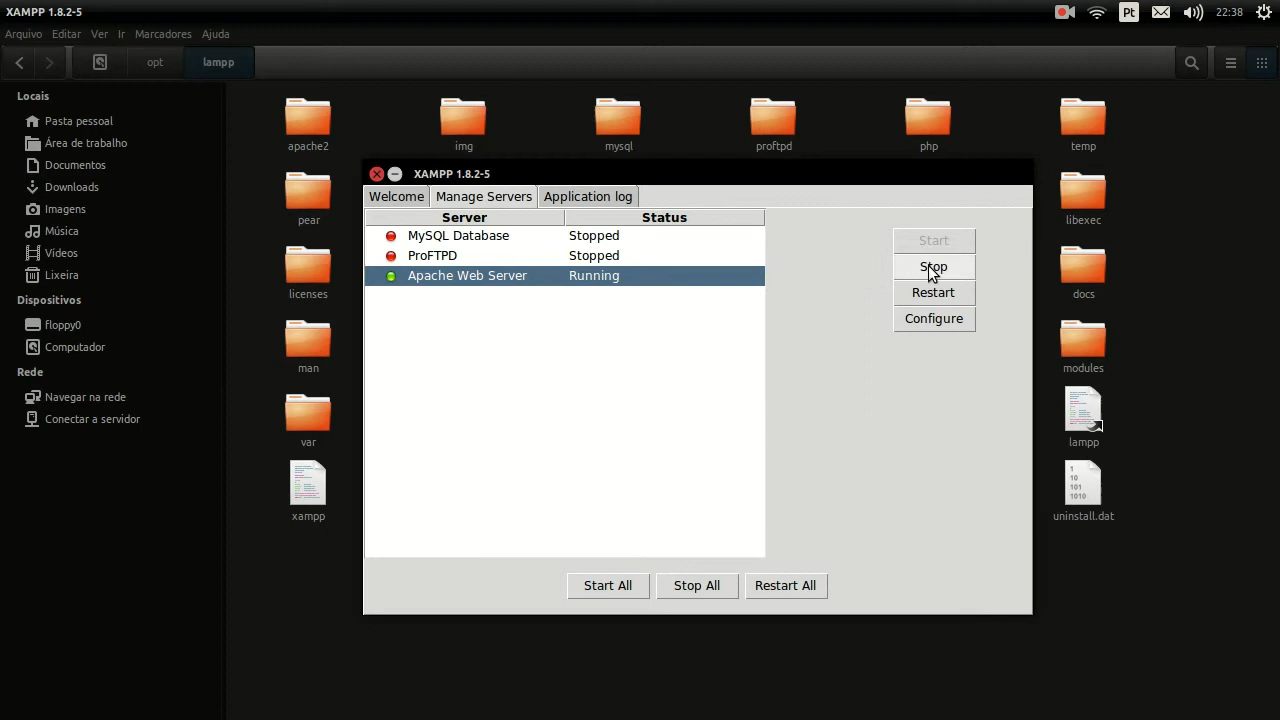 XAMPP 1.8.2-5
Pt
22:38
Arquivo Editar Ver Ir Marcadores Ajuda
opt lampp
Locais
Pasta pessoal
Área de trabalho
Documentos
Downloads
Imagens
Música
Vídeos
Lixeira
Dispositivos
floppy0
Computador
Rede
Navegar na rede
Conectar a servidor
apache2 img mysql proftpd php temp
pear libexec
licenses docs
man modules
var lampp
1
10
101
1010
xampp uninstall.dat
XAMPP 1.8.2-5
Welcome Manage Servers Application log
Server Status
MySQL Database Stopped
ProFTPD Stopped
Apache Web Server Running
Start
Stop
Restart
Configure
Start All Stop All Restart All